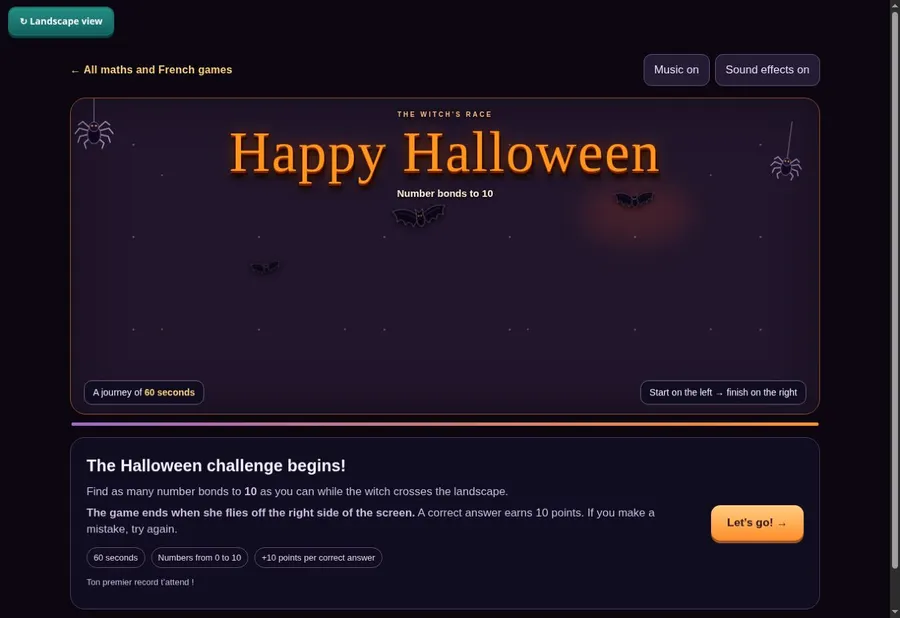 ↻ Landscape view
← All maths and French games
Music on
Sound effects on
THE WITCH'S RACE
Happy Halloween
Number bonds to 10
A journey of 60 seconds
Start on the left → finish on the right
The Halloween challenge begins!
Find as many number bonds to 10 as you can while the witch crosses the landscape.
The game ends when she flies off the right side of the screen. A correct answer earns 10 points. If you make a
mistake, try again.
Let's go! →
60 seconds
Numbers from 0 to 10
+10 points per correct answer
Ton premier record t'attend !